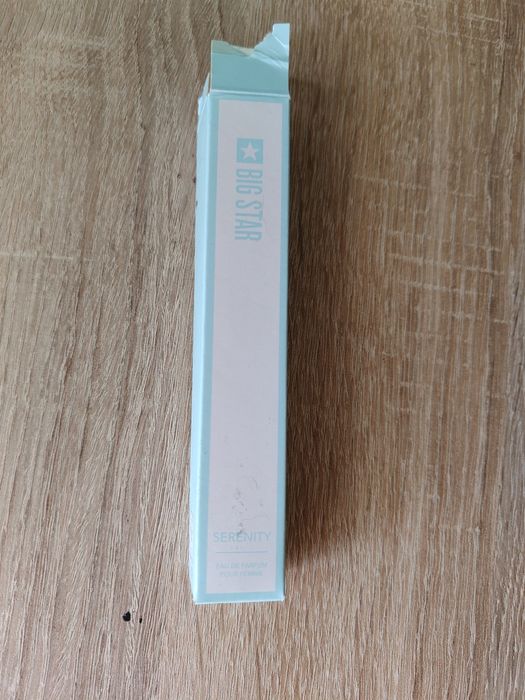 BIG STAR
SERENITY
EAU DE PARFUM
POUR FEMME